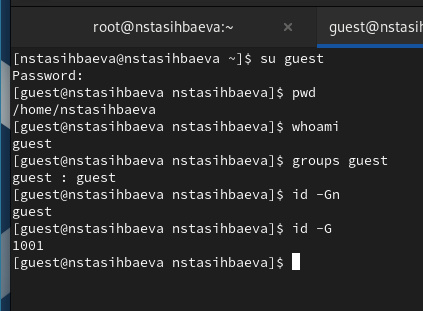 root@nstasihbaeva:~ × guest@nstasih
[nstasihbaeva@nstasihbaeva ~]$ su guest
Password:
[guest@nstasihbaeva nstasihbaeva]$ pwd
/home/nstasihbaeva
[guest@nstasihbaeva nstasihbaeva]$ whoami
guest
[guest@nstasihbaeva nstasihbaeva]$ groups guest
guest : guest
[guest@nstasihbaeva nstasihbaeva]$ id -Gn
guest
[guest@nstasihbaeva nstasihbaeva]$ id -G
1001
[guest@nstasihbaeva nstasihbaeva]$